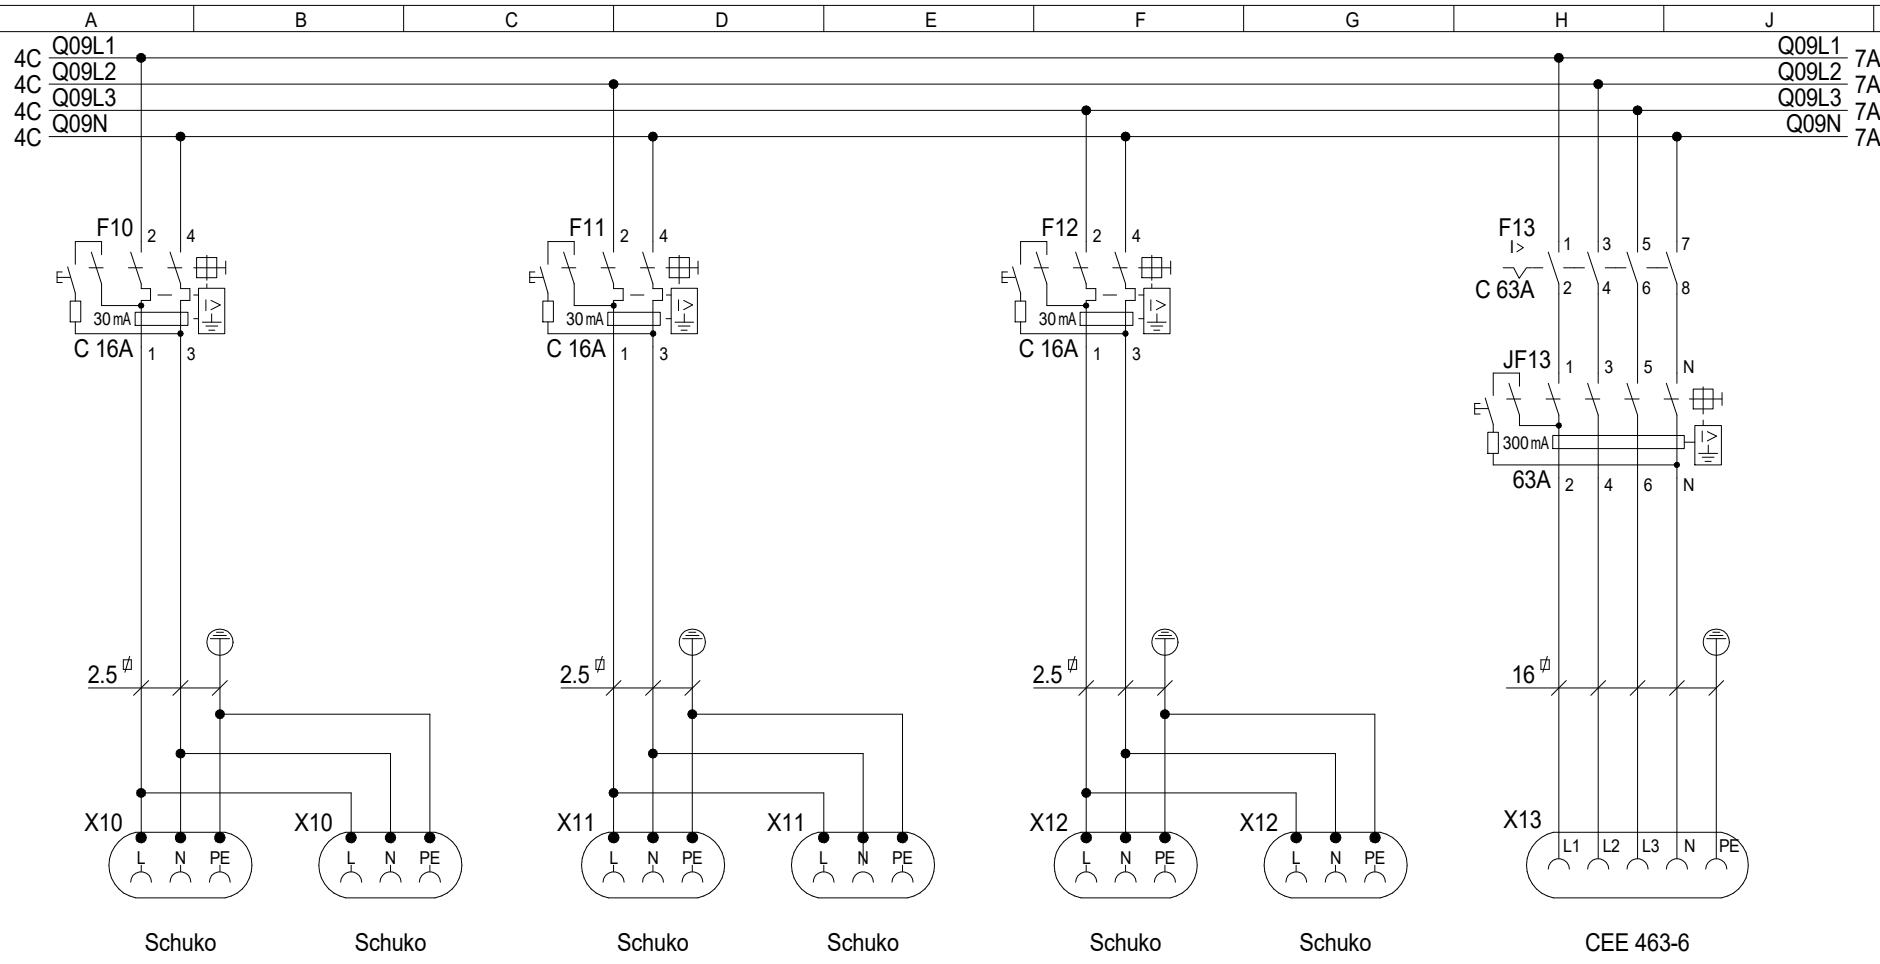 A B C D E F G H J
Q09L1 Q09L1
4C 7A
Q09L2 Q09L2
4C 7A
Q09L3 Q09L3
4C 7A
Q09N Q09N
4C 7A
F10 2 4 F11 2 4 F12 2 4 F13 1 3 5 7
I>
I> I> I> C 63A 2 4 6 8
30 mA 30 mA 30 mA
C 16A 1 3 C 16A 1 3 C 16A 1 3 JF13 1 3 5 N
300 mA I>
63A 2 4 6 N
2.5 2.5 2.5 16
X10 X10 X11 X11 X12 X12 X13
L N PE L N PE L N PE L N PE L N PE L N PE L1 L2 L3 N PE
Schuko Schuko Schuko Schuko Schuko Schuko CEE 463-6